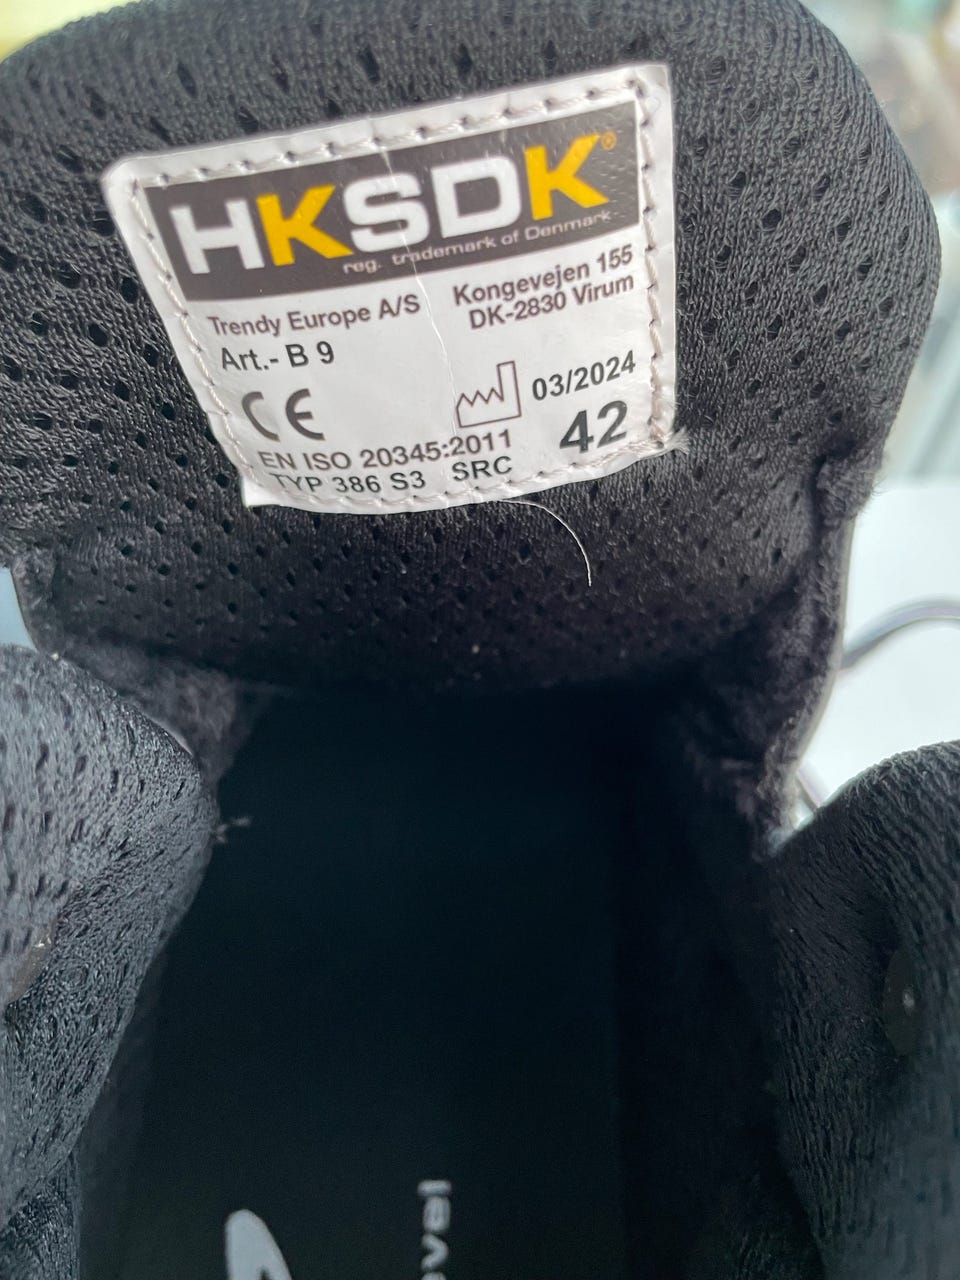 HKSDK®
reg. trademark of Denmark
Trendy Europe A/S
Kongevejen 155
DK-2830 Virum
Art.- B 9
CE
03/2024
42
EN ISO 20345:2011
TYP 386 S3 SRC